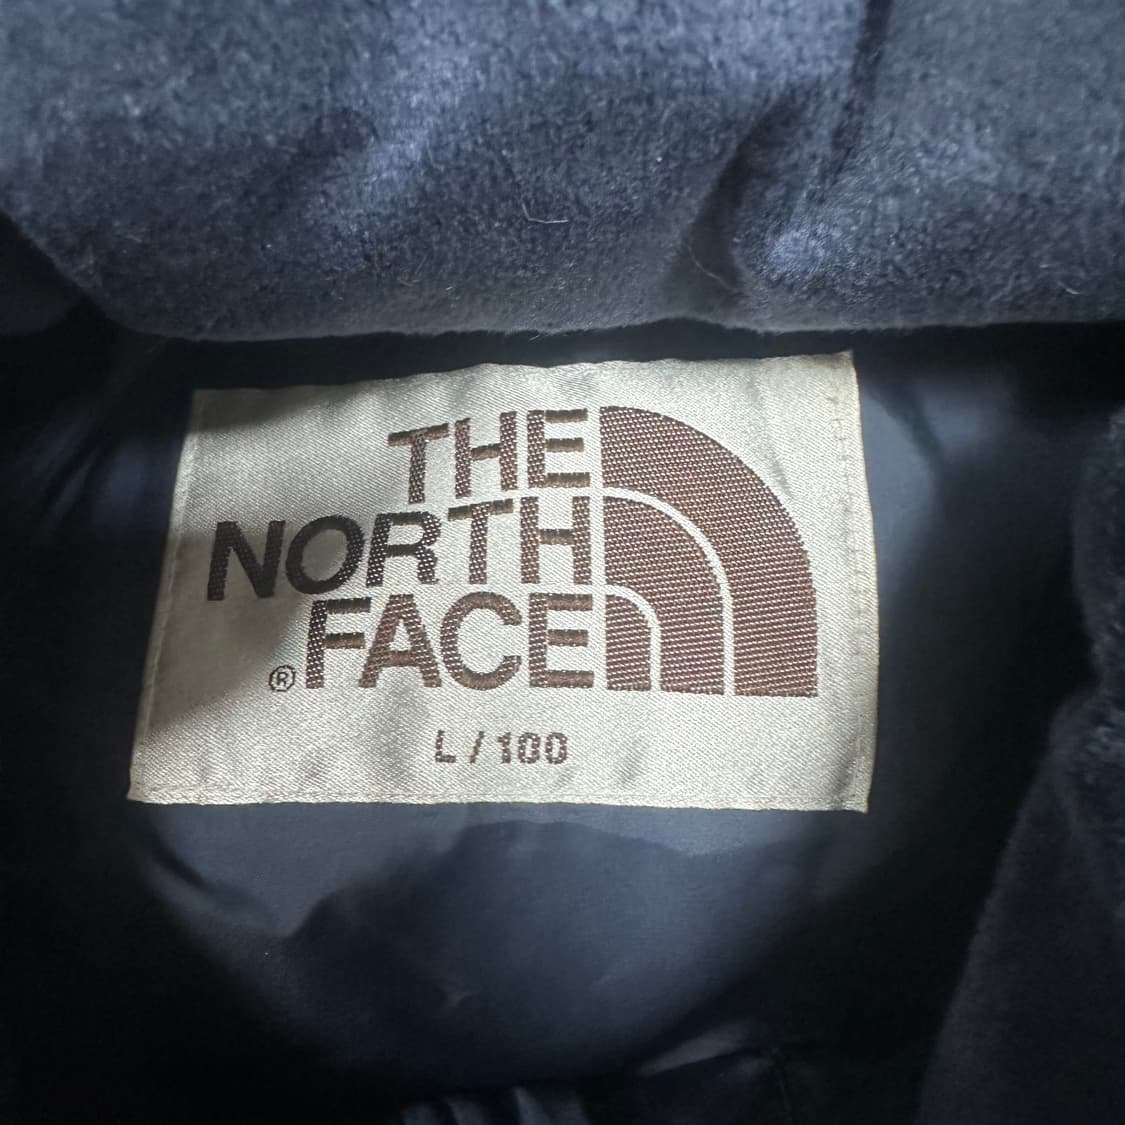 THE
NORTH
FACE
®
L / 100